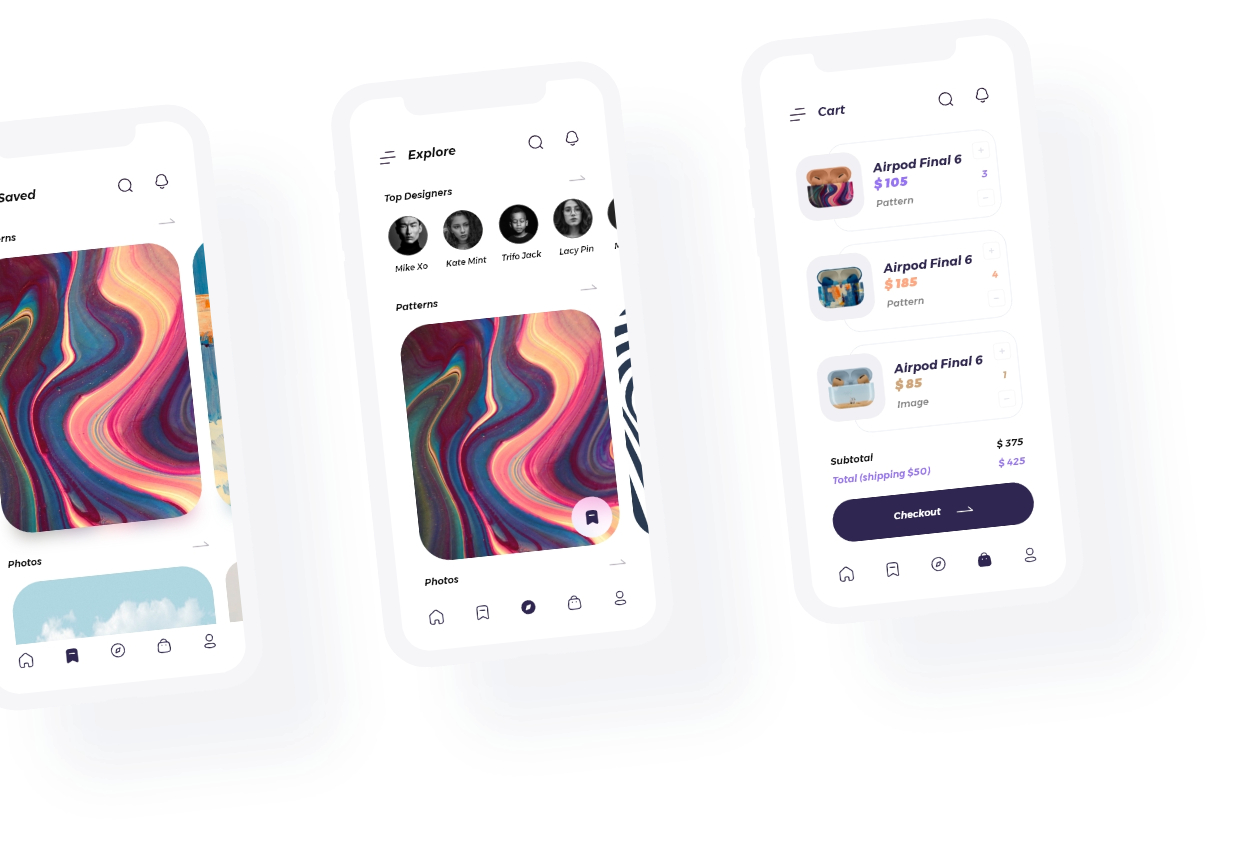 Saved
rns
Photos
Explore
Top Designers
Mike Xo
Kate Mint
Trifo Jack
Lacy Pin
M
Patterns
Photos
Cart
Airpod Final 6
$ 105
Pattern
+
3
-
Airpod Final 6
$ 185
Pattern
+
4
-
Airpod Final 6
$ 85
Image
+
1
-
Subtotal
$ 375
Total (shipping $50)
$ 425
Checkout